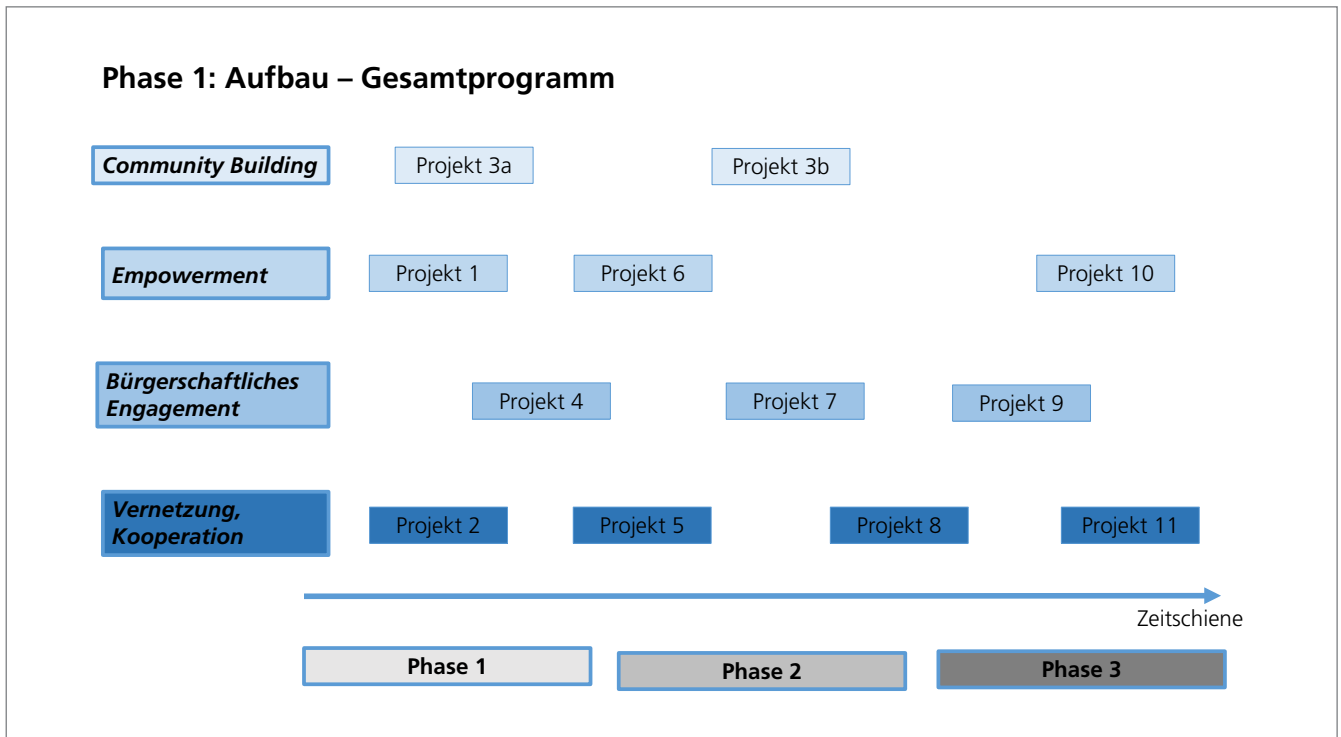 Phase 1: Aufbau – Gesamtprogramm
Community Building
Projekt 3a
Projekt 3b
Empowerment
Projekt 1
Projekt 6
Projekt 10
Bürgerschaftliches
Engagement
Projekt 4
Projekt 7
Projekt 9
Vernetzung,
Kooperation
Projekt 2
Projekt 5
Projekt 8
Projekt 11
Zeitschiene
Phase 1
Phase 2
Phase 3